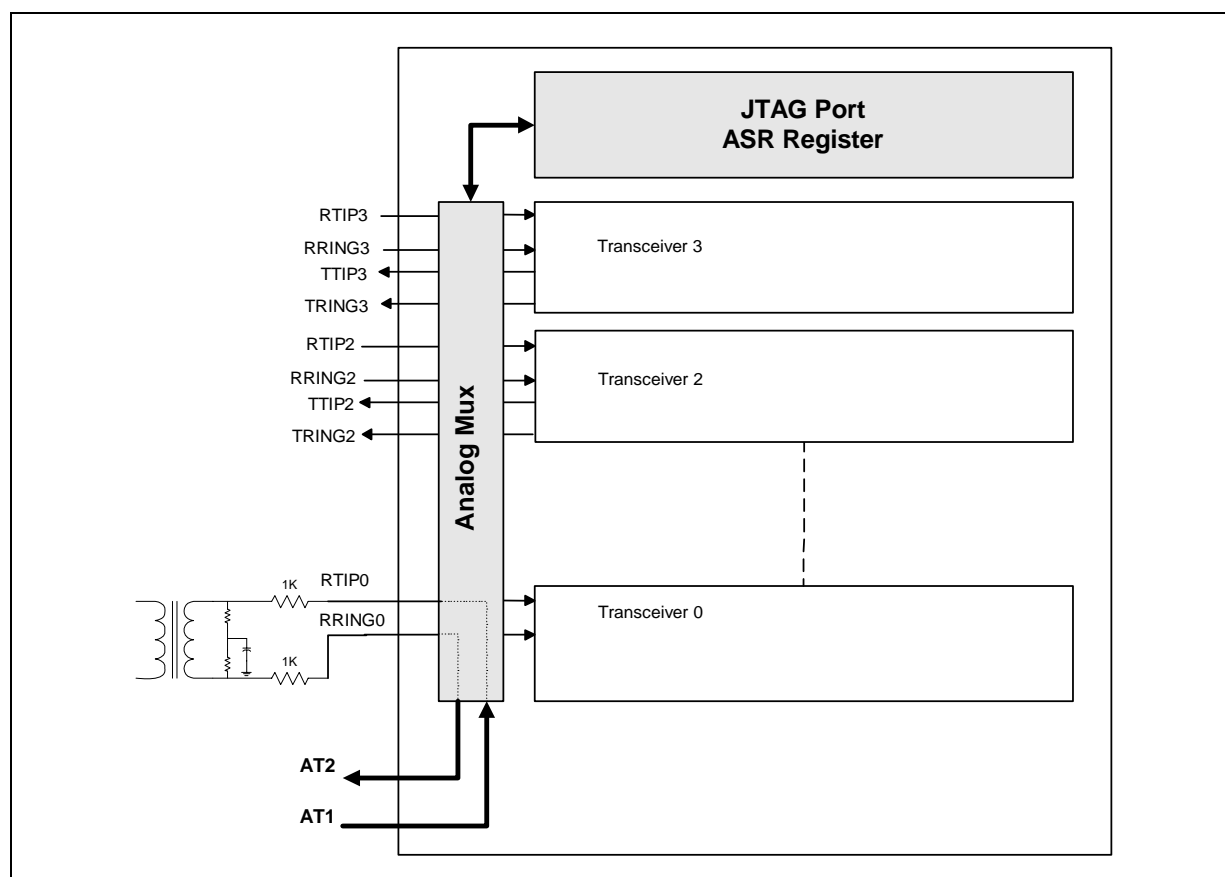 JTAG Port
ASR Register
RTIP3
RRING3
TTIP3
TRING3
Transceiver 3
RTIP2
RRING2
TTIP2
TRING2
Transceiver 2
Analog Mux
1K
RTIP0
RRING0
1K
Transceiver 0
AT2
AT1